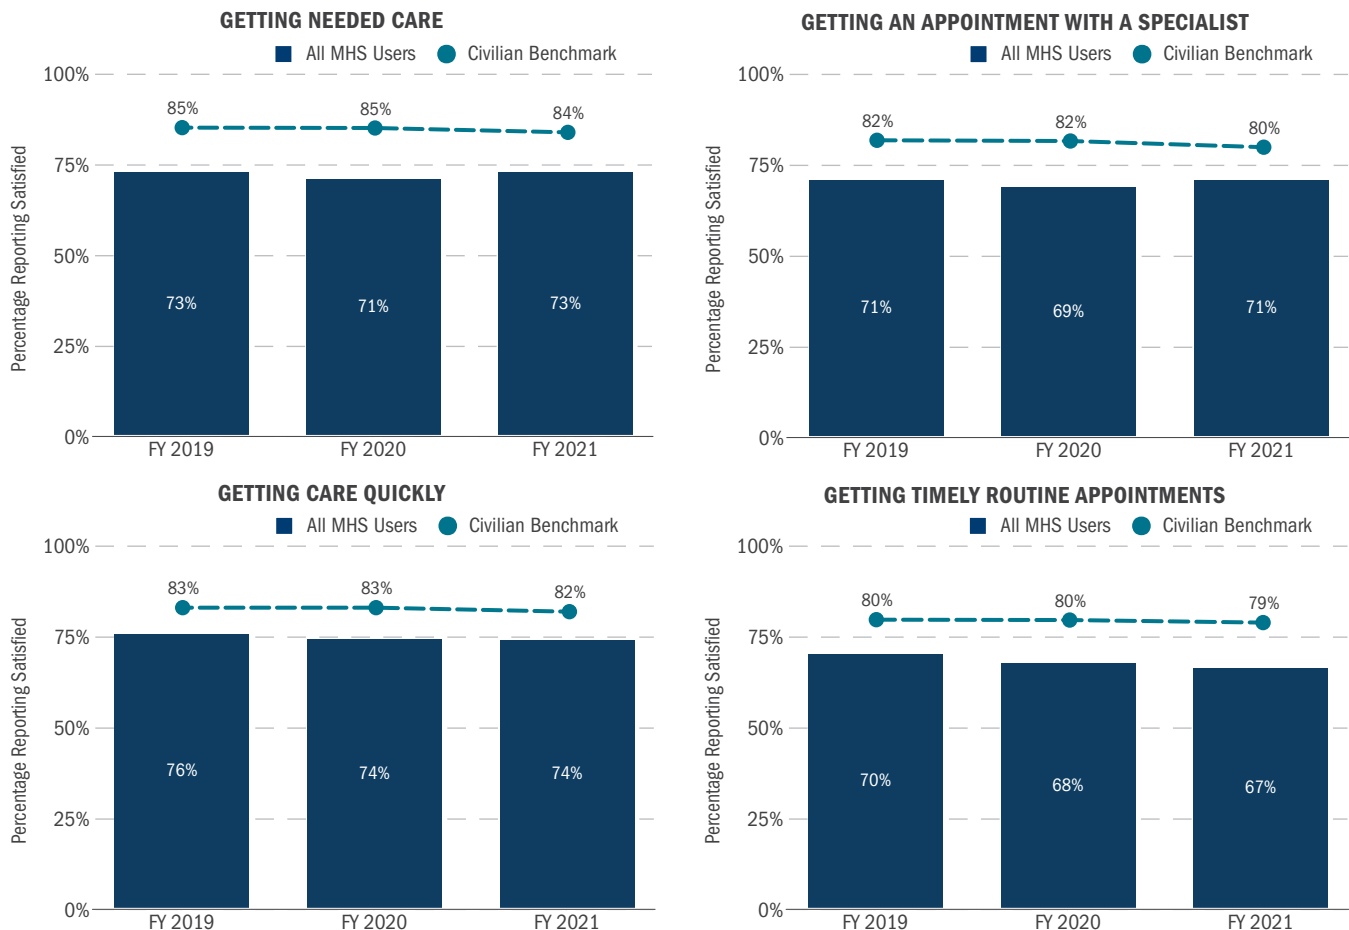 GETTING NEEDED CARE
All MHS Users Civilian Benchmark
Percentage Reporting Satisfied
100%
75%
50%
25%
0%
85% 85% 84%
73% 71% 73%
FY 2019 FY 2020 FY 2021
GETTING AN APPOINTMENT WITH A SPECIALIST
All MHS Users Civilian Benchmark
Percentage Reporting Satisfied
100%
75%
50%
25%
0%
82% 82% 80%
71% 69% 71%
FY 2019 FY 2020 FY 2021
GETTING CARE QUICKLY
All MHS Users Civilian Benchmark
Percentage Reporting Satisfied
100%
75%
50%
25%
0%
83% 83% 82%
76% 74% 74%
FY 2019 FY 2020 FY 2021
GETTING TIMELY ROUTINE APPOINTMENTS
All MHS Users Civilian Benchmark
Percentage Reporting Satisfied
100%
75%
50%
25%
0%
80% 80% 79%
70% 68% 67%
FY 2019 FY 2020 FY 2021